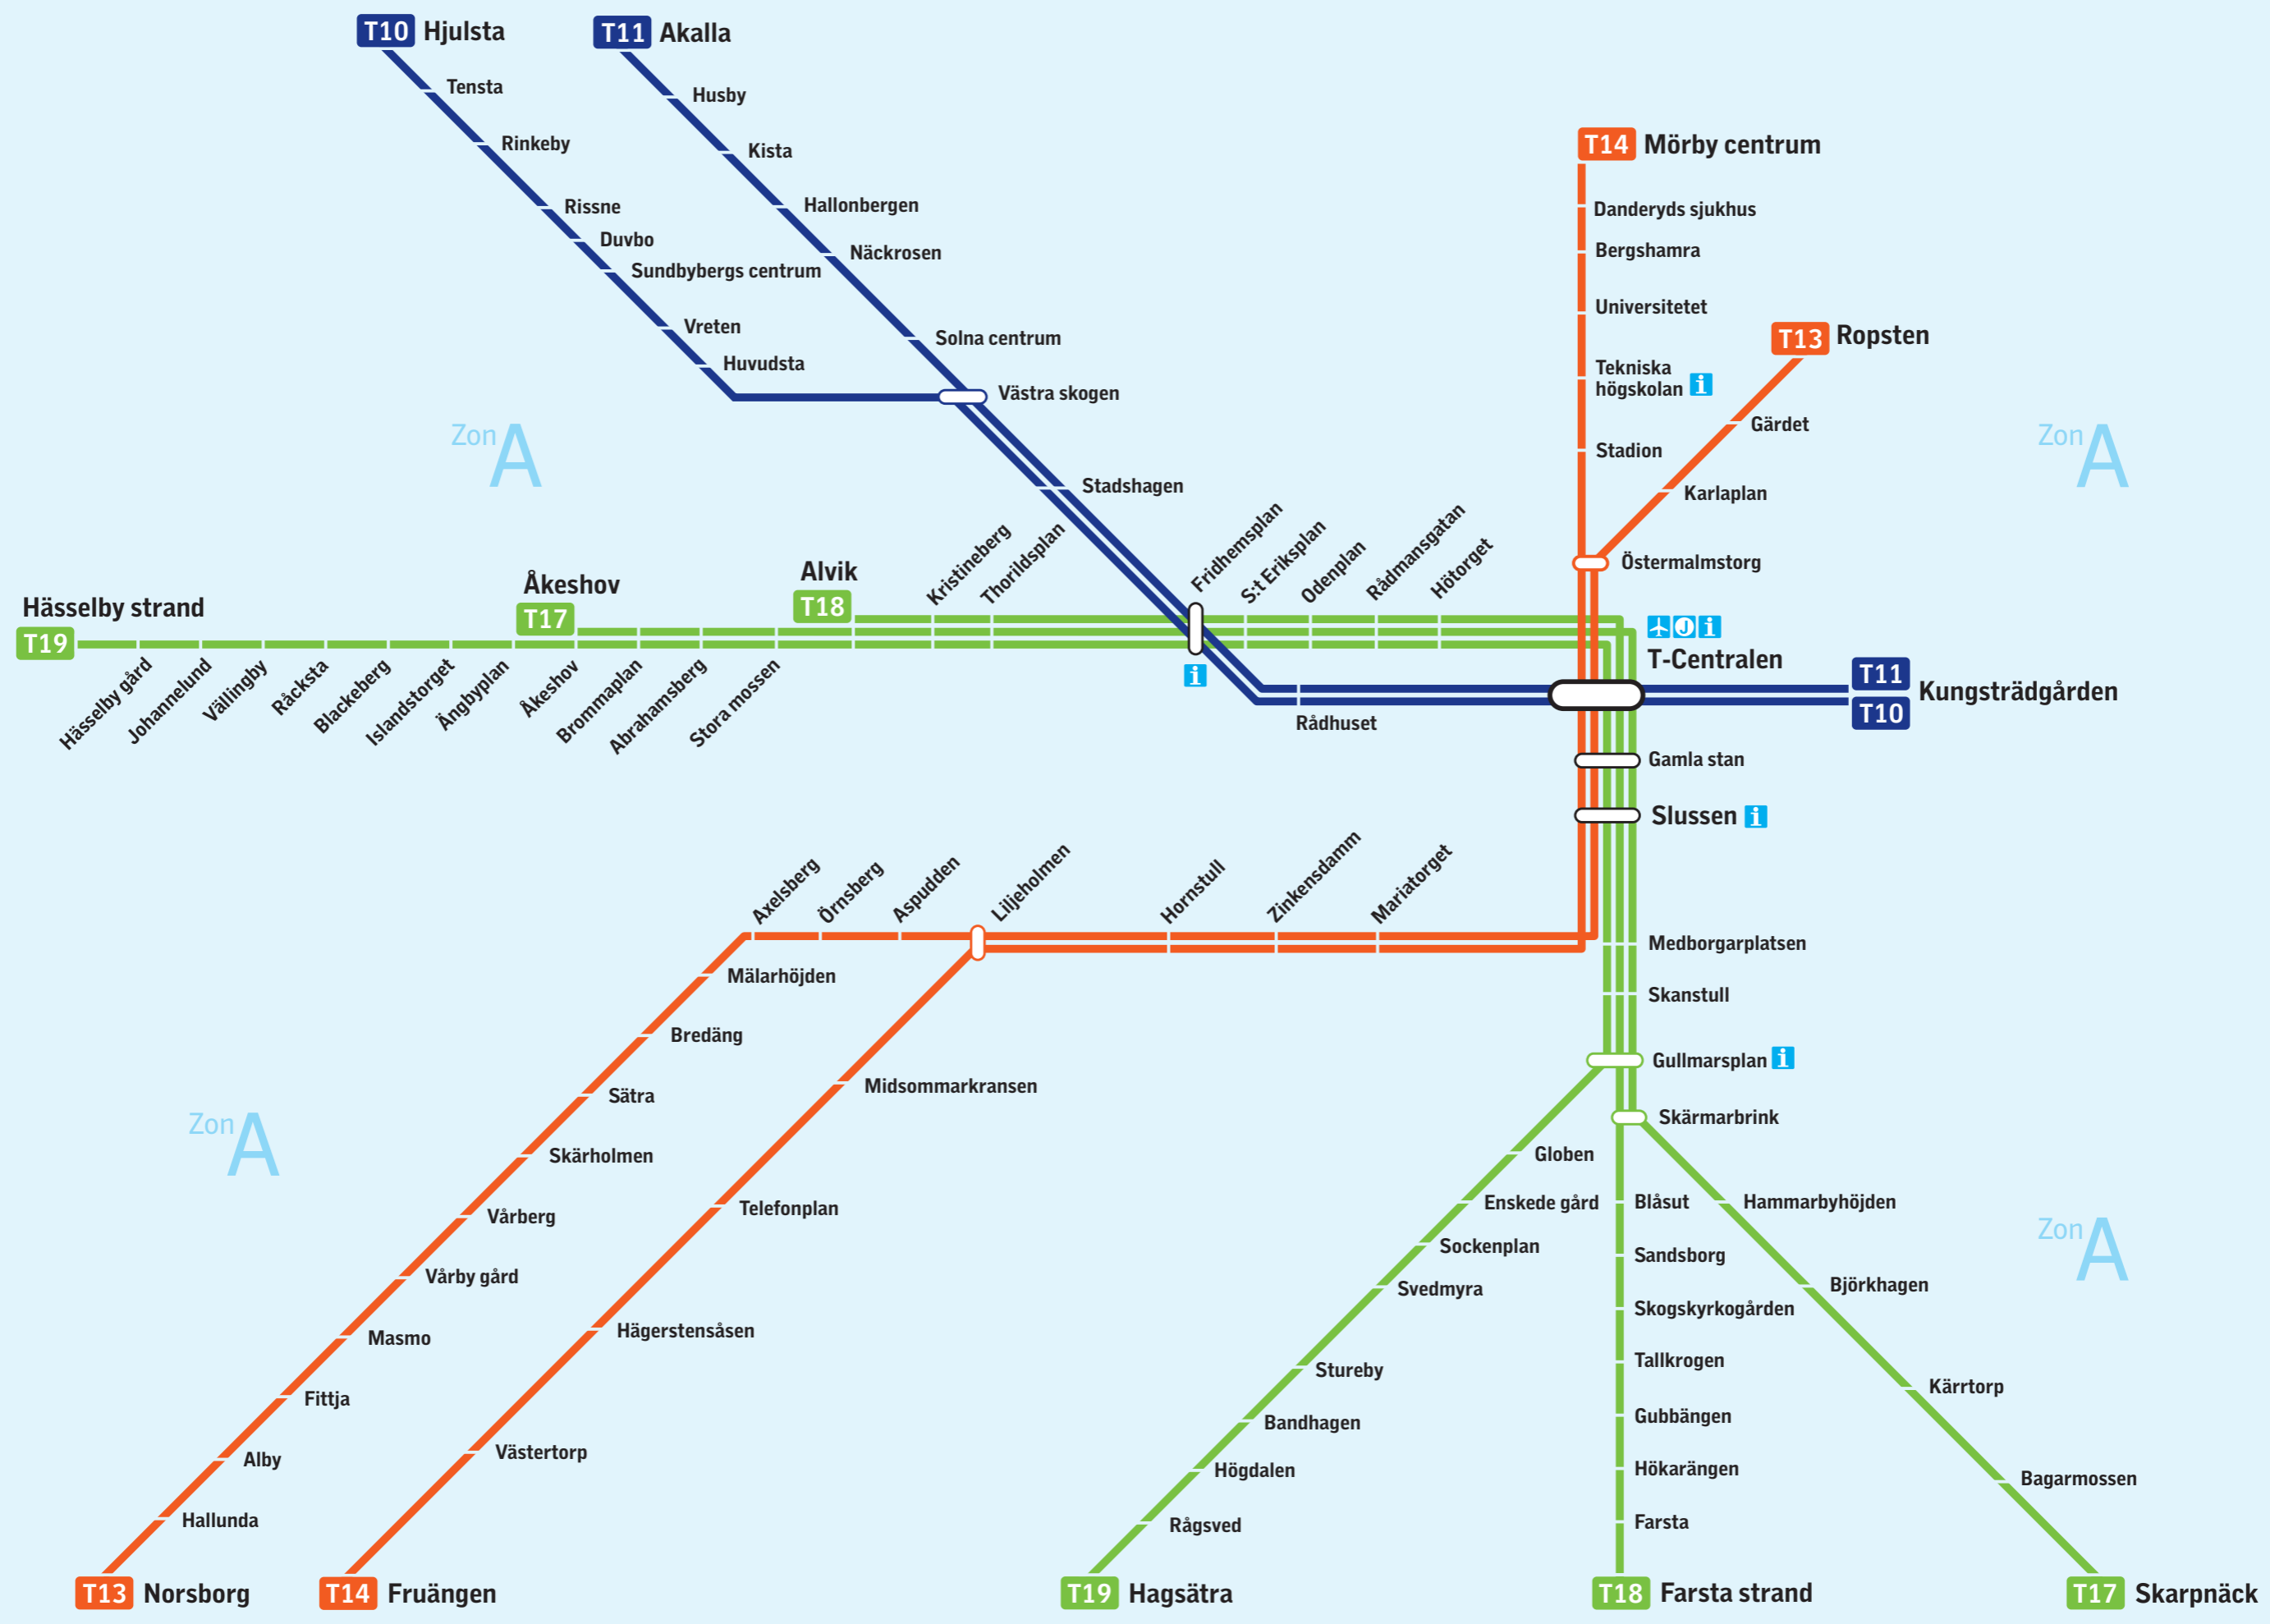 T10 Hjulsta
T11 Akalla
Tensta
Husby
Rinkeby
Kista
T14 Mörby centrum
Rissne
Hallonbergen
Danderyds sjukhus
Duvbo
Näckrosen
Bergshamra
Sundbybergs centrum
Universitetet
Vreten
Solna centrum
T13 Ropsten
Huvudsta
Västra skogen
Tekniska
högskolan i
Zon A
Gärdet
Zon A
Stadion
Stadshagen
Karlaplan
Kristineberg
Thorildsplan
Fridhemsplan
S:t Eriksplan
Odenplan
Rådmansgatan
Hötorget
Östermalmstorg
Åkeshov
T17
Alvik
T18
Hässelby strand
T19
J i
T-Centralen
Hässelby gård
Johannelund
Vällingby
Råcksta
Blackeberg
Islandstorget
Ängbyplan
Åkeshov
Brommaplan
Abrahamsberg
Stora mossen
i
Rådhuset
T11
T10
Kungsträdgården
Gamla stan
Slussen i
Axelsberg
Örnsberg
Aspudden
Liljeholmen
Hornstull
Zinkensdamm
Mariatorget
Medborgarplatsen
Mälarhöjden
Skanstull
Bredäng
Gullmarsplan i
Midsommarkransen
Sätra
Zon A
Skärmarbrink
Skärholmen
Globen
Telefonplan
Enskede gård
Blåsut
Hammarbyhöjden
Vårberg
Zon A
Sockenplan
Sandsborg
Vårby gård
Svedmyra
Björkhagen
Skogskyrkogården
Hägerstensåsen
Masmo
Stureby
Tallkrogen
Kärrtorp
Fittja
Bandhagen
Gubbängen
Västertorp
Alby
Högdalen
Hökarängen
Bagarmossen
Hallunda
Rågsved
Farsta
T13 Norsborg
T14 Fruängen
T19 Hagsätra
T18 Farsta strand
T17 Skarpnäck